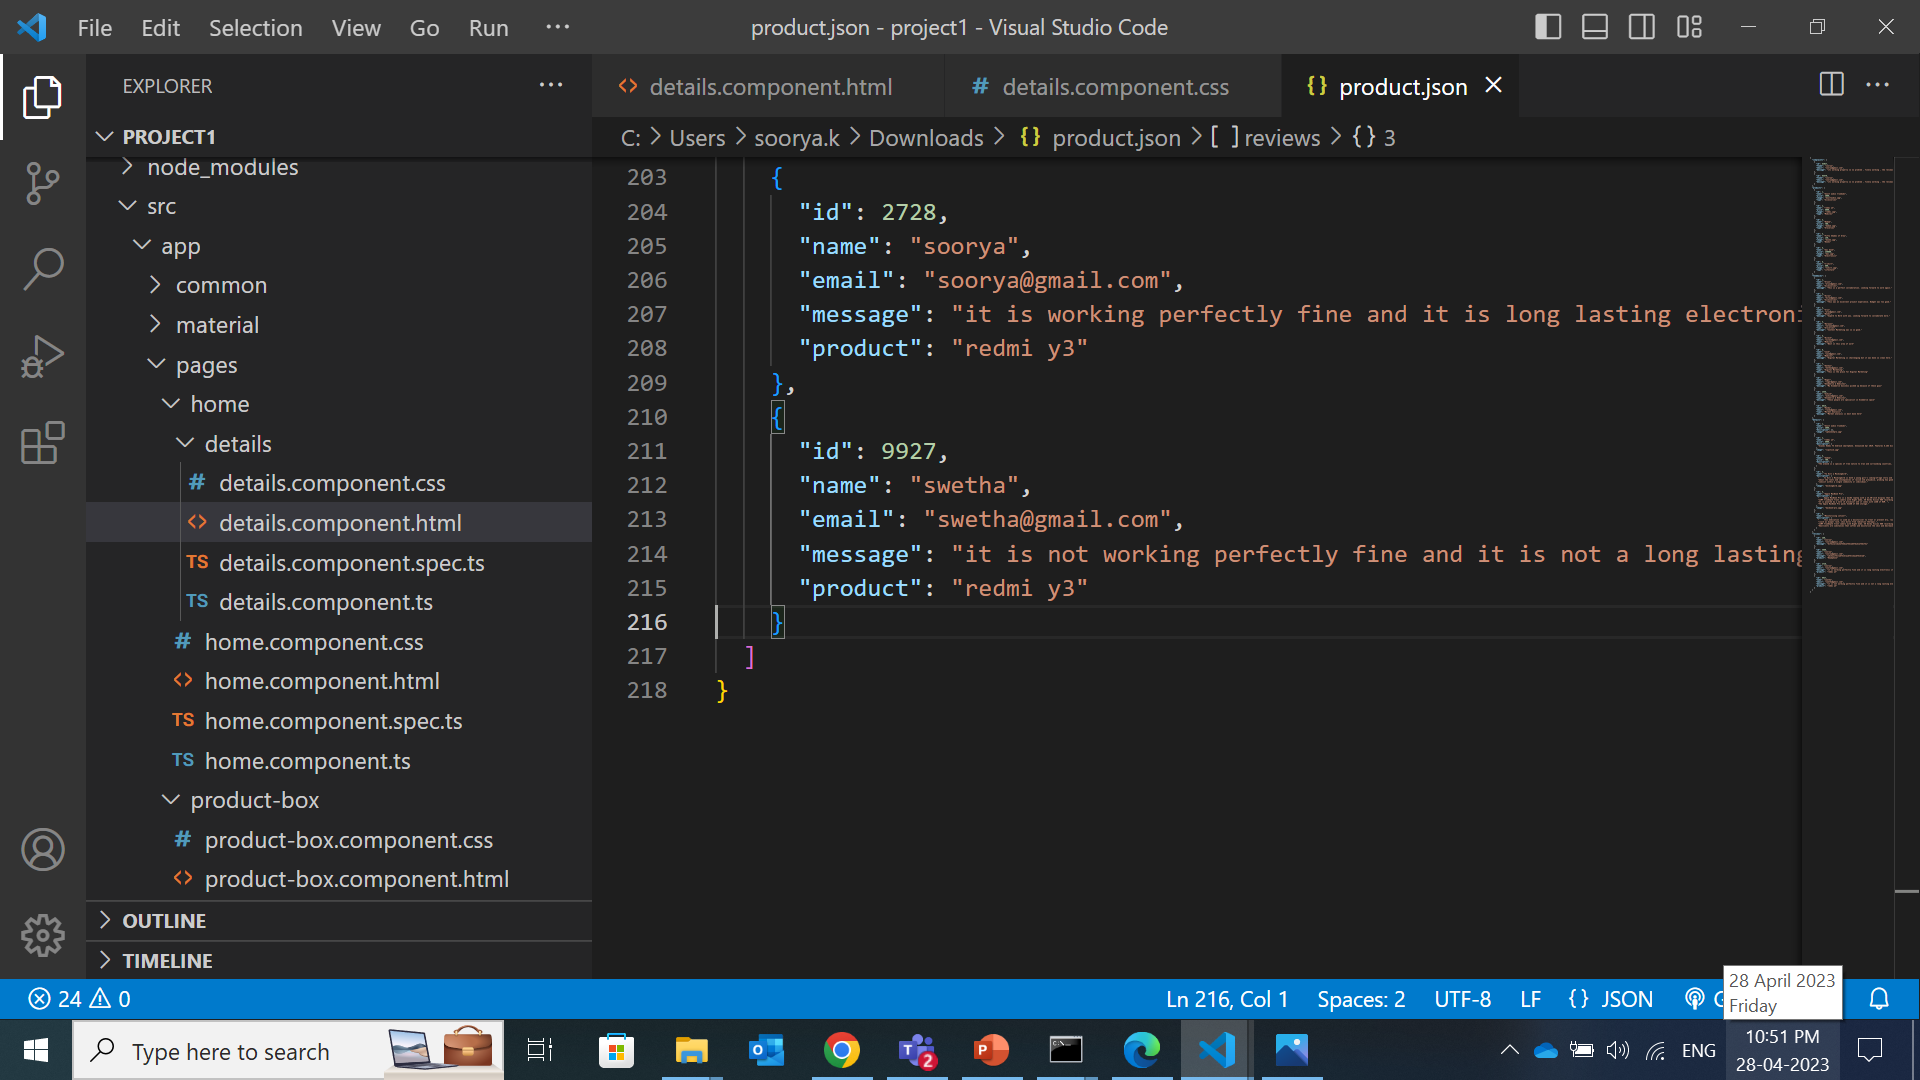 File Edit Selection View Go Run ··· product.json - project1 - Visual Studio Code
EXPLORER ···
PROJECT1
node_modules
src
app
common
material
pages
home
details
# details.component.css
<> details.component.html
TS details.component.spec.ts
TS details.component.ts
# home.component.css
<> home.component.html
TS home.component.spec.ts
TS home.component.ts
product-box
# product-box.component.css
<> product-box.component.html
OUTLINE
TIMELINE
<> details.component.html # details.component.css {} product.json
C: > Users > soorya.k > Downloads > {} product.json > [ ] reviews > {} 3
203 {
204 "id": 2728,
205 "name": "soorya",
206 "email": "soorya@gmail.com",
207 "message": "it is working perfectly fine and it is long lasting electroni
208 "product": "redmi y3"
209 },
210 {
211 "id": 9927,
212 "name": "swetha",
213 "email": "swetha@gmail.com",
214 "message": "it is not working perfectly fine and it is not a long lasting
215 "product": "redmi y3"
216 }
217 ]
218 }
24 0 Ln 216, Col 1 Spaces: 2 UTF-8 LF {} JSON
28 April 2023
Friday
Type here to search
2
ENG
10:51 PM
28-04-2023